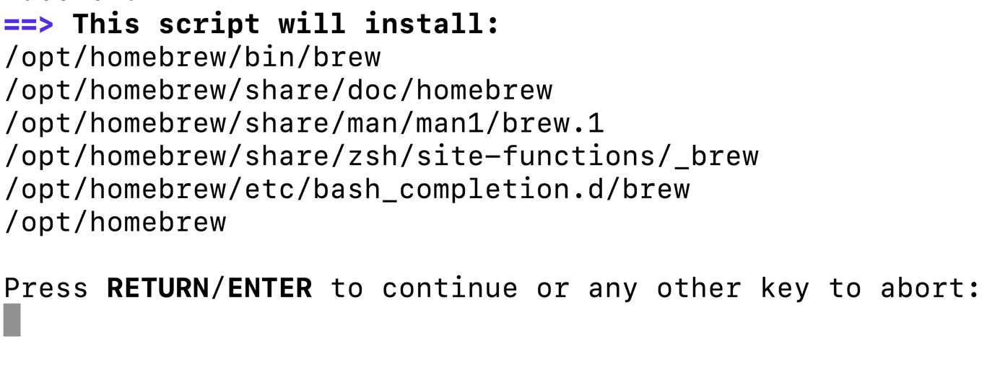 ==> This script will install:
/opt/homebrew/bin/brew
/opt/homebrew/share/doc/homebrew
/opt/homebrew/share/man/man1/brew.1
/opt/homebrew/share/zsh/site-functions/_brew
/opt/homebrew/etc/bash_completion.d/brew
/opt/homebrew
Press RETURN/ENTER to continue or any other key to abort: